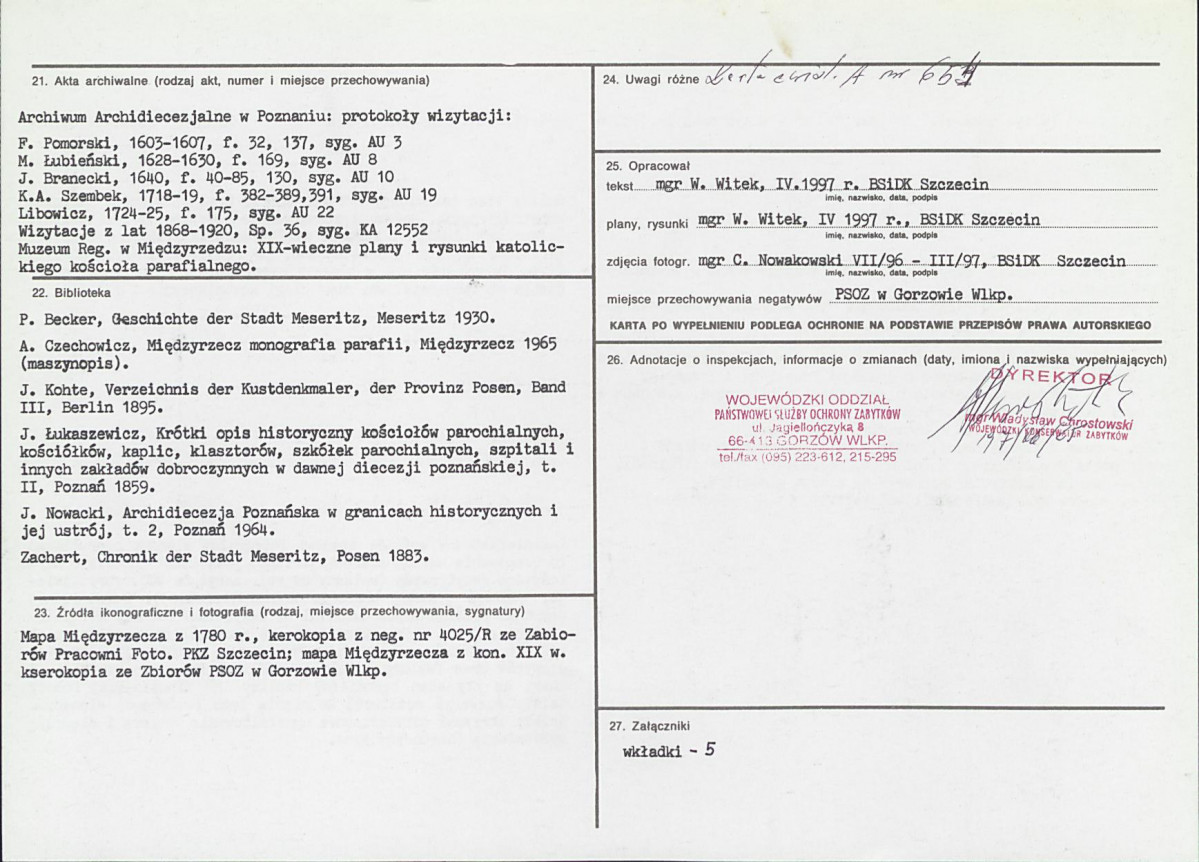 21. Akta archiwalne (rodzaj akt, numer i miejsce przechowywania)
Archiwum Archidiecezjalne w Poznaniu: protokoły wizytacji:
F. Pomorski, 1603-1607, f. 32, 137, syg. AU 3
M. Łubieński, 1628-1630, f. 169, syg. AU 8
J. Branecki, 1640, f. 40-85, 130, syg. AU 10
K.A. Szembek, 1718-19, f. 382-389,391, syg. AU 19
Libowicz, 1724-25, f. 175, syg. AU 22
Wizytacje z lat 1868-1920, Sp. 36, syg. KA 12552
Muzeum Reg. w Międzyrzedzu: XIX-wieczne plany i rysunki katolic-
kiego kościoła parafialnego.
22. Biblioteka
P. Becker, Geschichte der Stadt Meseritz, Meseritz 1930.
A. Czechowicz, Międzyrzecz monografia parafii, Międzyrzecz 1965
(maszynopis).
J. Kohte, Verzeichnis der Kustdenkmaler, der Provinz Posen, Band
III, Berlin 1895.
J. Łukaszewicz, Krótki opis historyczny kościołów parochialnych,
kościółków, kaplic, klasztorów, szkółek parochialnych, szpitali i
innych zakładów dobroczynnych w dawnej diecezji poznańskiej, t.
II, Poznań 1859.
J. Nowacki, Archidiecezja Poznańska w granicach historycznych i
jej ustrój, t. 2, Poznań 1964.
Zachert, Chronik der Stadt Meseritz, Posen 1883.
23. Źródła ikonograficzne i fotografia (rodzaj, miejsce przechowywania, sygnatury)
Mapa Międzyrzecza z 1780 r., kerokopia z neg. nr 4025/R ze Zabio-
rów Pracowni Foto. PKZ Szczecin; mapa Międzyrzecza z kon. XIX w.
kserokopia ze Zbiorów PSOZ w Gorzowie Wlkp.
24. Uwagi różne A nr
25. Opracował
tekst mgr W. Witek, IV.1997 r. BSiDK Szczecin
imię, nazwisko, data, podpis
plany, rysunki mgr W. Witek, IV 1997 r., BSiDK Szczecin
imię, nazwisko, data, podpis
zdjęcia fotogr. mgr C. Nowakowski VII/96 - III/97, BSiDK Szczecin
imię, nazwisko, data, podpis
miejsce przechowywania negatywów PSOZ w Gorzowie Wlkp.
KARTA PO WYPEŁNIENIU PODLEGA OCHRONIE NA PODSTAWIE PRZEPISÓW PRAWA AUTORSKIEGO
26. Adnotacje o inspekcjach, informacje o zmianach (daty, imiona i nazwiska wypełniających)
WOJEWÓDZKI ODDZIAŁ
PAŃSTWOWEJ SŁUŻBY OCHRONY ZABYTKÓW
ul. Jagiellończyka 8
66-413 GORZÓW WLKP.
tel./fax (095) 223-612, 215-295
DYREKTOR
mgr Władysław Chrostowski
WOJEWÓDZKI KONSERWATOR ZABYTKÓW
27. Załączniki
wkładki - 5